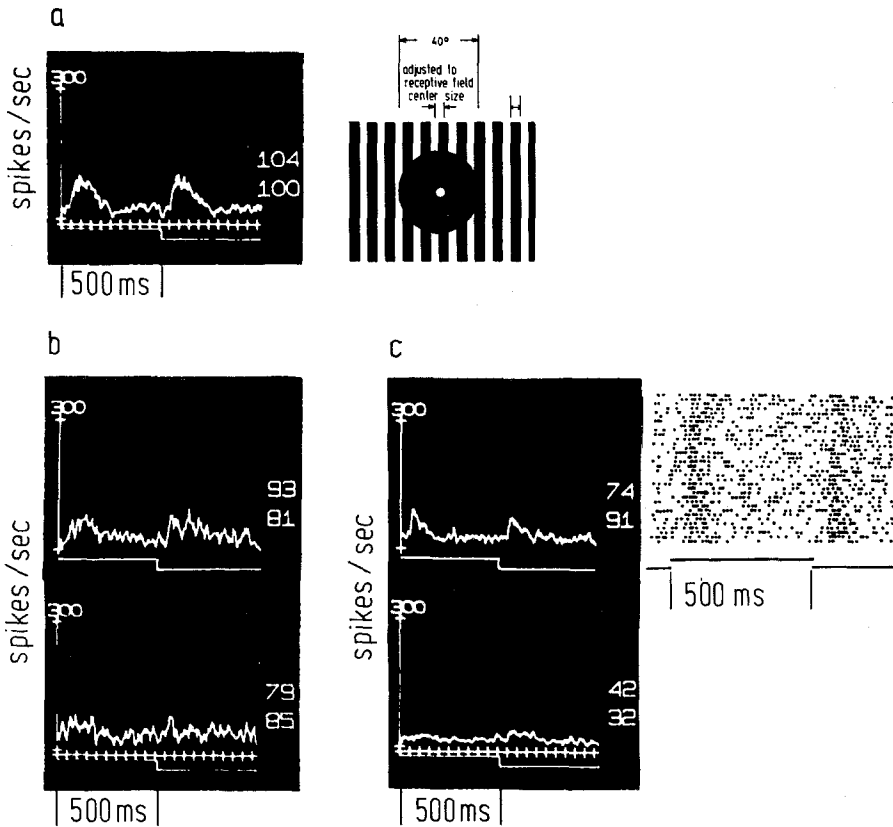 a
spikes/sec
300
104
100
500 ms
40°
adjusted to
receptive field
center size
b
spikes/sec
300
93
81
300
79
85
500 ms
c
spikes/sec
300
74
91
300
42
32
500 ms
500 ms